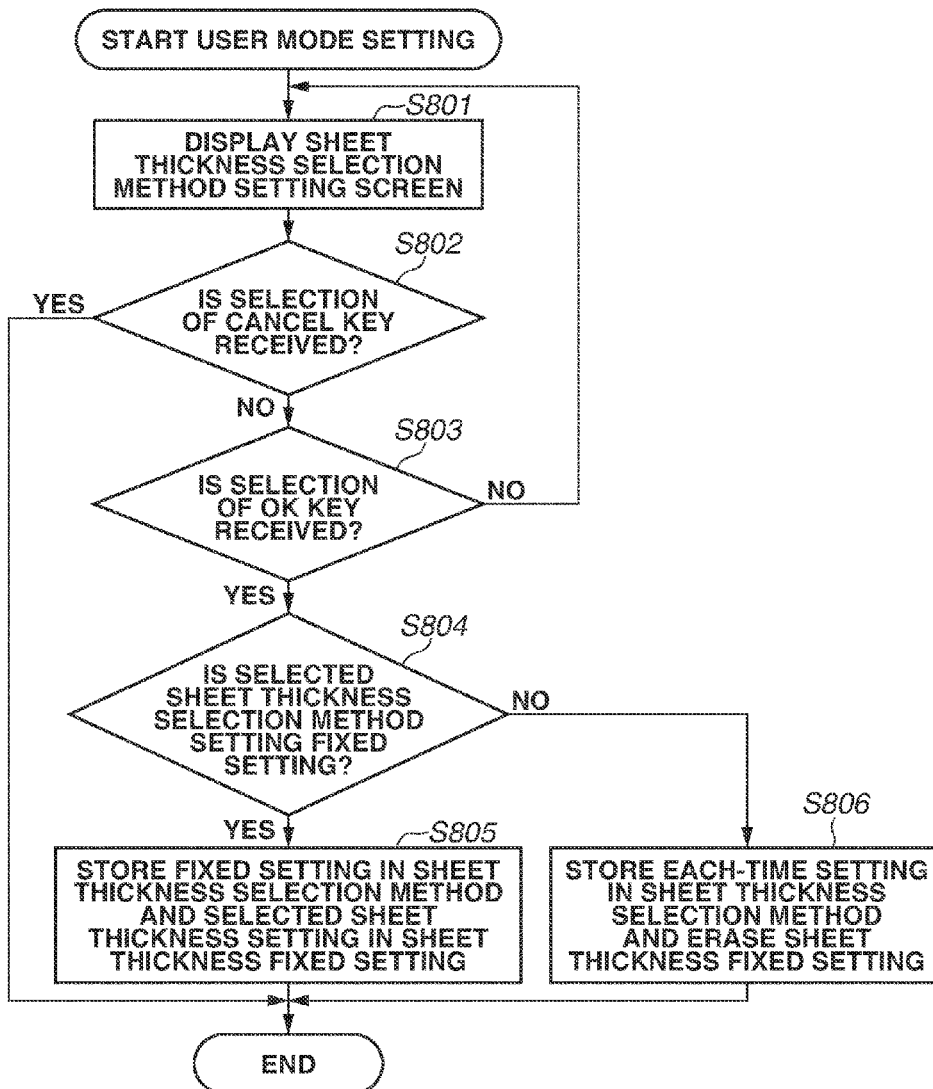 START USER MODE SETTING
S801
DISPLAY SHEET
THICKNESS SELECTION
METHOD SETTING SCREEN
S802
YES
IS SELECTION
OF CANCEL KEY
RECEIVED?
NO
S803
IS SELECTION
OF OK KEY
RECEIVED?
NO
YES
S804
IS SELECTED
SHEET THICKNESS
SELECTION METHOD
SETTING FIXED
SETTING?
NO
YES
S805
STORE FIXED SETTING IN SHEET
THICKNESS SELECTION METHOD
AND SELECTED SHEET
THICKNESS SETTING IN SHEET
THICKNESS FIXED SETTING
S806
STORE EACH-TIME SETTING
IN SHEET THICKNESS
SELECTION METHOD
AND ERASE SHEET
THICKNESS FIXED SETTING
END